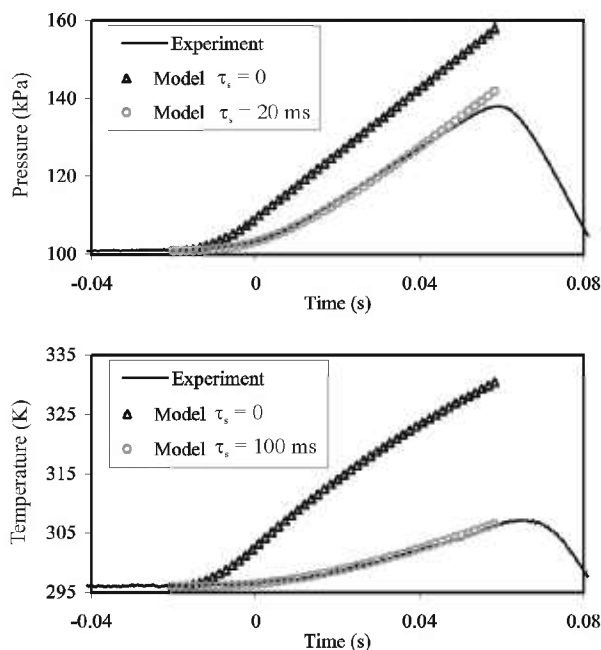 160
140
120
100
Pressure (kPa)
Experiment
Model τs = 0
Model τs = 20 ms
-0.04 0 0.04 0.08
Time (s)
335
325
315
305
295
Temperature (K)
Experiment
Model τs = 0
Model τs = 100 ms
-0.04 0 0.04 0.08
Time (s)